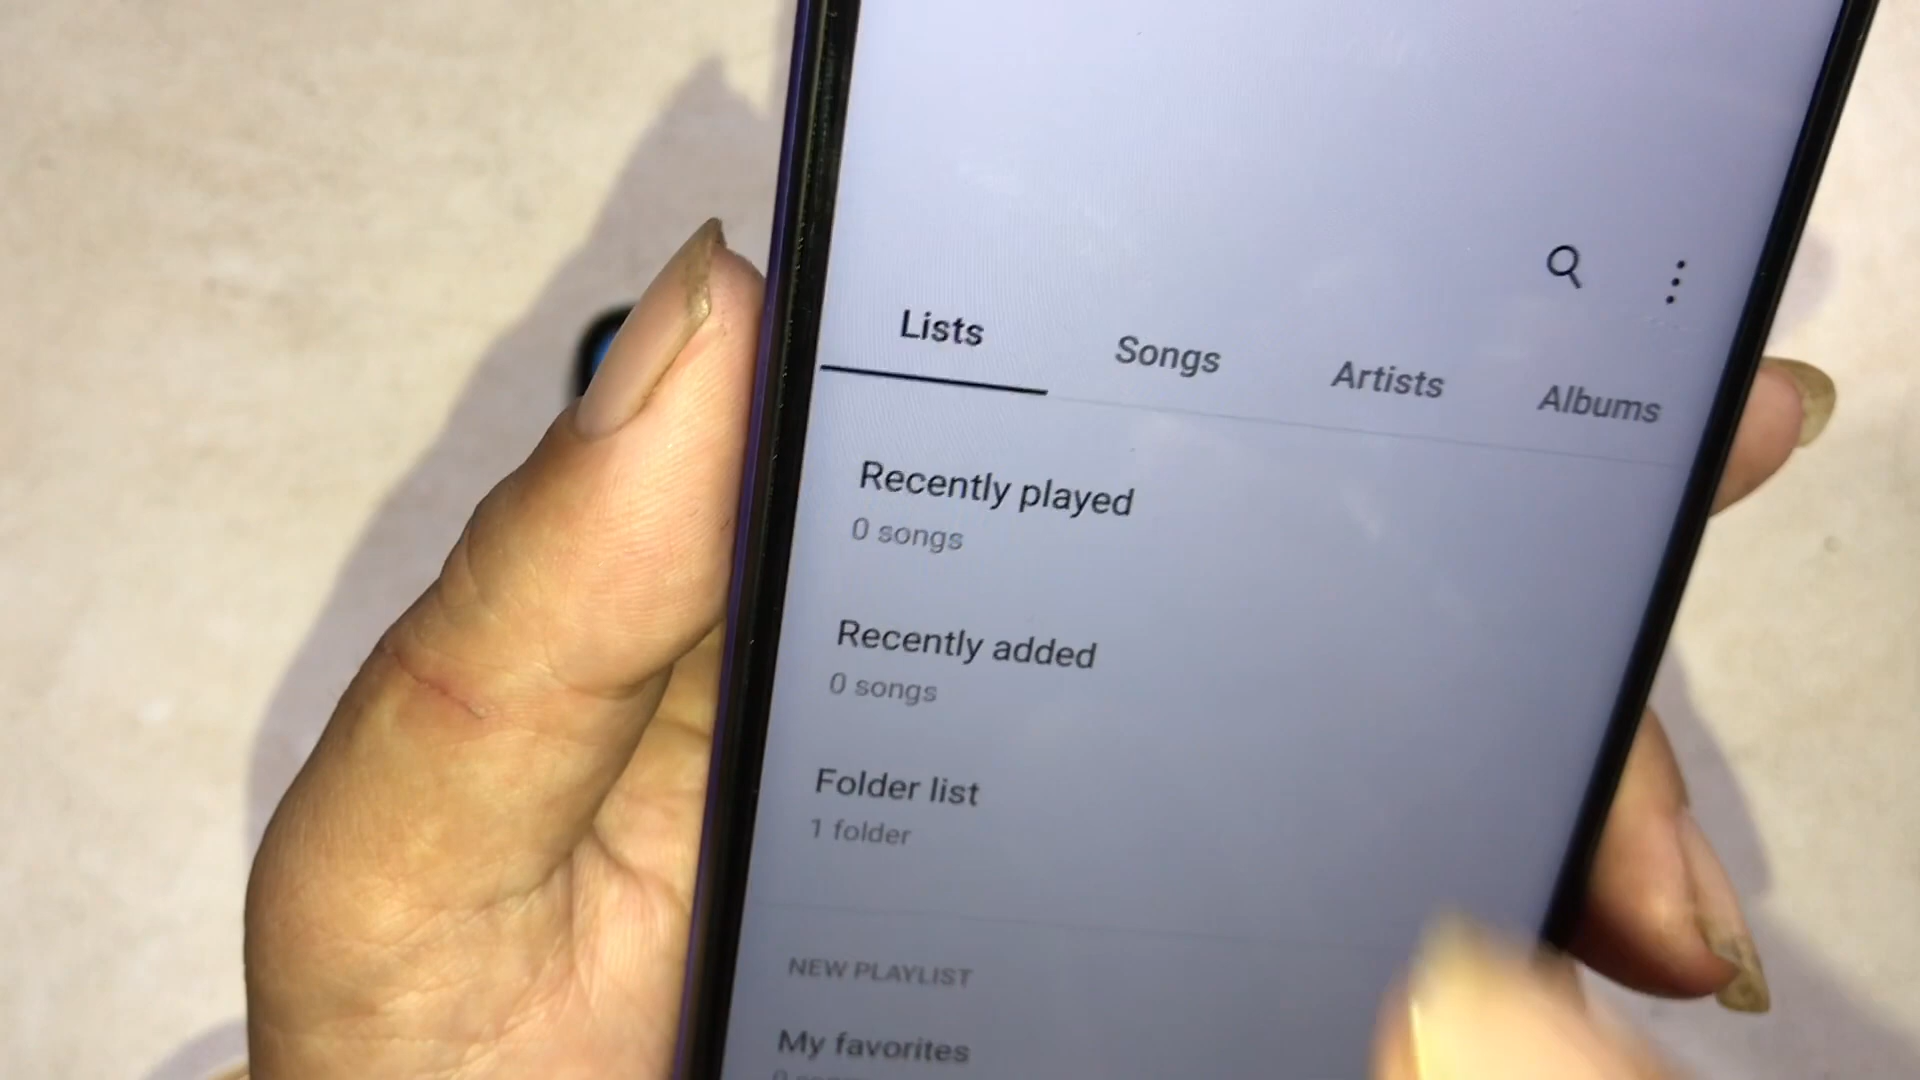 Lists Songs Artists Albums
Recently played
0 songs
Recently added
0 songs
Folder list
1 folder
NEW PLAYLIST
My favorites